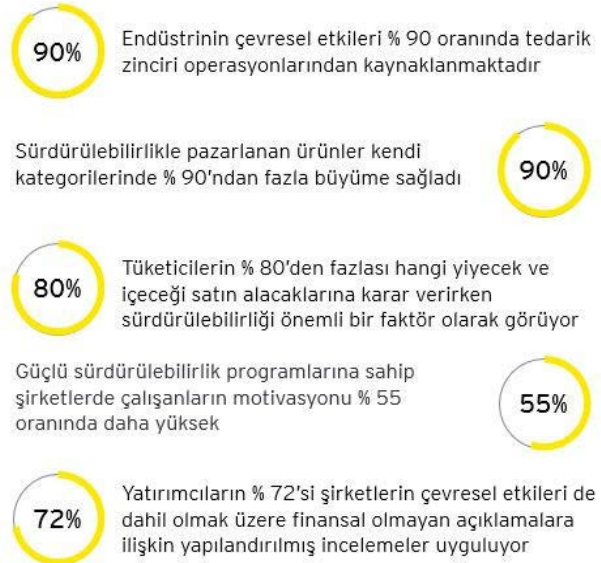 90%
Endüstrinin çevresel etkileri % 90 oranında tedarik
zinciri operasyonlarından kaynaklanmaktadır
Sürdürülebilirlikle pazarlanan ürünler kendi
kategorilerinde % 90'ndan fazla büyüme sağladı
90%
80%
Tüketicilerin % 80'den fazlası hangi yiyecek ve
içeceği satın alacaklarına karar verirken
sürdürülebilirliği önemli bir faktör olarak görüyor
Güçlü sürdürülebilirlik programlarına sahip
şirketlerde çalışanların motivasyonu % 55
oranında daha yüksek
55%
72%
Yatırımcıların % 72'si şirketlerin çevresel etkileri de
dahil olmak üzere finansal olmayan açıklamalara
ilişkin yapılandırılmış incelemeler uyguluyor